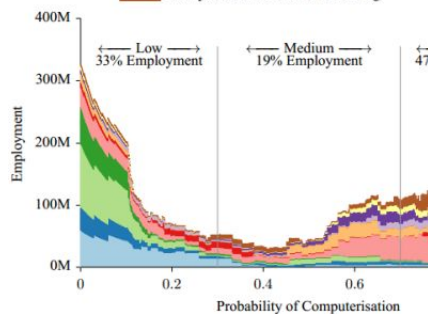 400M
← Low →
33% Employment
← Medium →
19% Employment
47
300M
200M
100M
0M
Employment
0
0.2
0.4
0.6
Probability of Computerisation